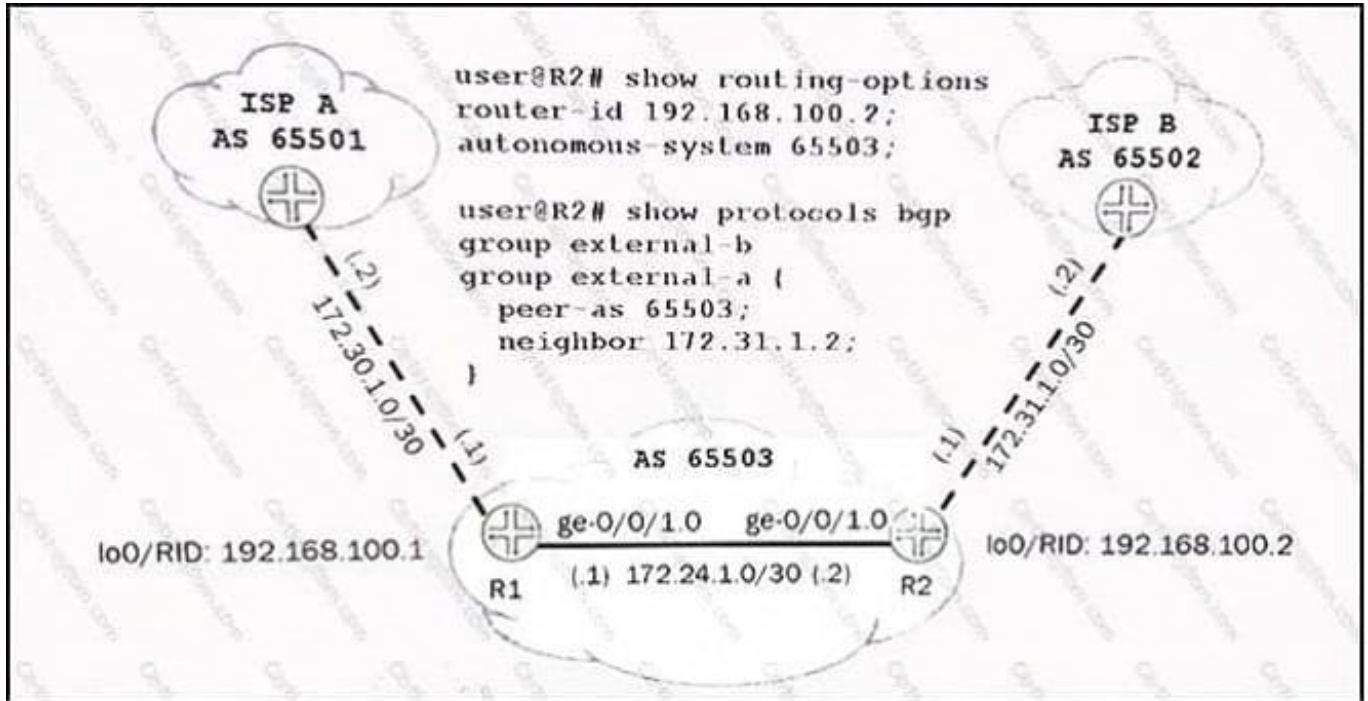 user@R2# show routing-options
router-id 192.168.100.2;
autonomous-system 65503;
user@R2# show protocols bgp
group external-b
group external-a {
peer-as 65503;
neighbor 172.31.1.2;
}
ISP A
AS 65501
ISP B
AS 65502
(.2)
172.30.1.0/30
(.1)
(.2)
172.31.1.0/30
(.1)
AS 65503
ge-0/0/1.0 ge-0/0/1.0
lo0/RID: 192.168.100.1
lo0/RID: 192.168.100.2
(.1) 172.24.1.0/30 (.2)
R1
R2